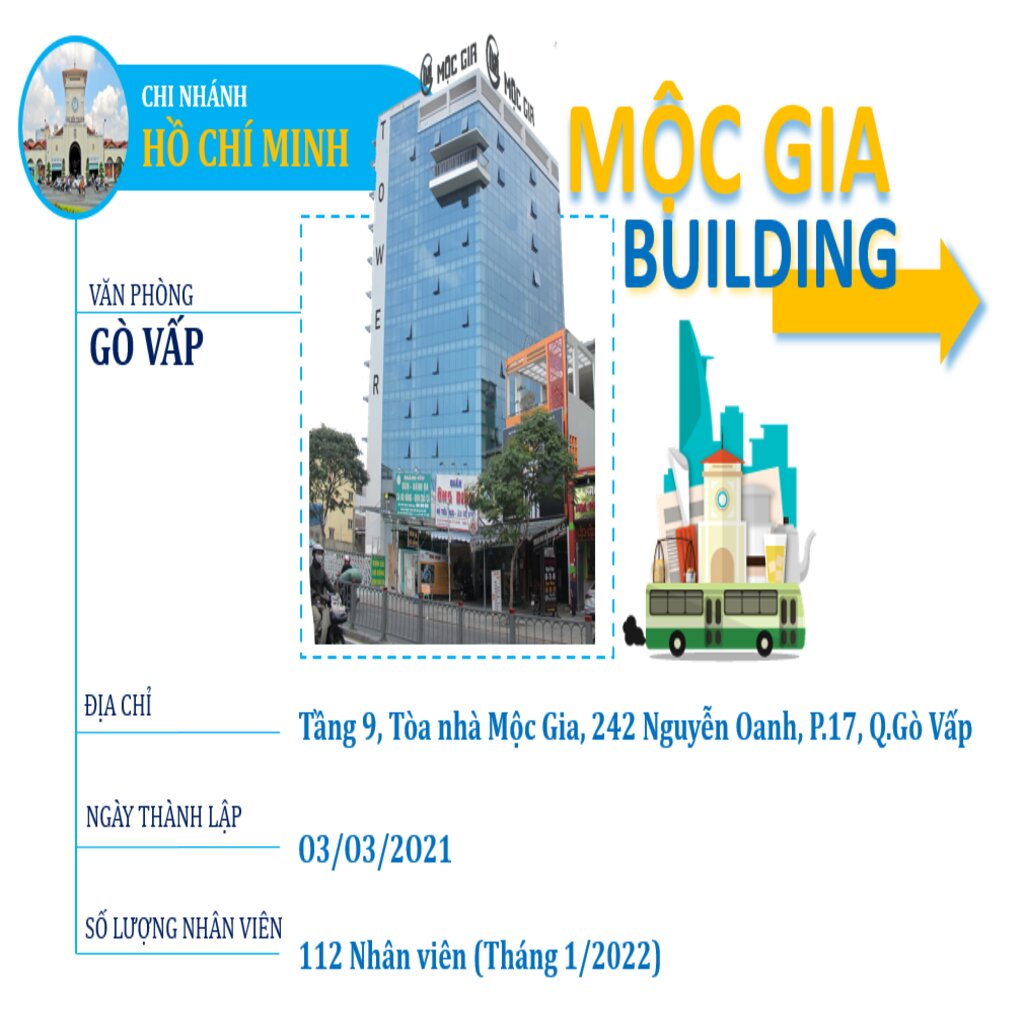 CHI NHÁNH
HỒ CHÍ MINH
MỘC GIA
MỘC GIA
TOWER
MỘC GIA
BUILDING
VĂN PHÒNG
GÒ VẤP
QUÁN
ĐỊA CHỈ
Tầng 9, Tòa nhà Mộc Gia, 242 Nguyễn Oanh, P.17, Q.Gò Vấp
NGÀY THÀNH LẬP
03/03/2021
SỐ LƯỢNG NHÂN VIÊN
112 Nhân viên (Tháng 1/2022)